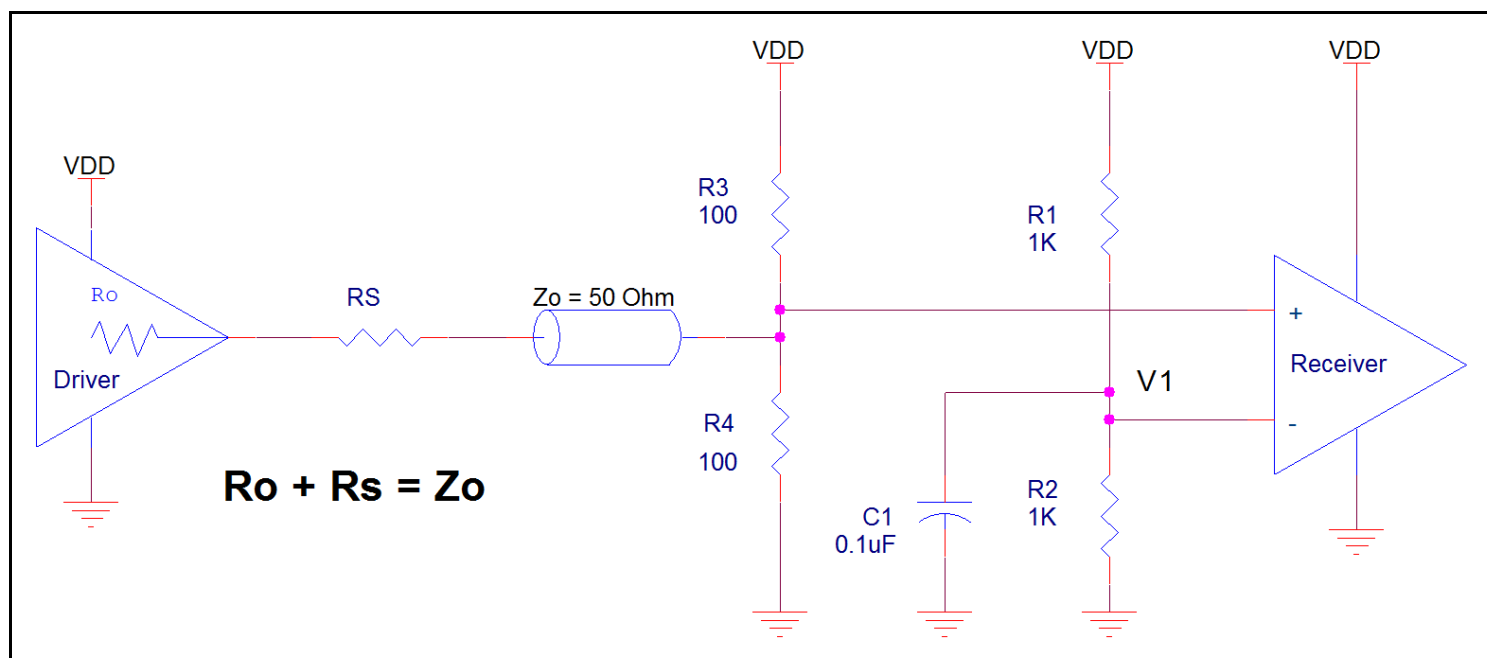 VDD
VDD
VDD
VDD
R3
100
R1
1K
Ro
RS
Zo = 50 Ohm
+
Driver
Receiver
V1
-
R4
100
Ro + Rs = Zo
R2
1K
C1
0.1uF